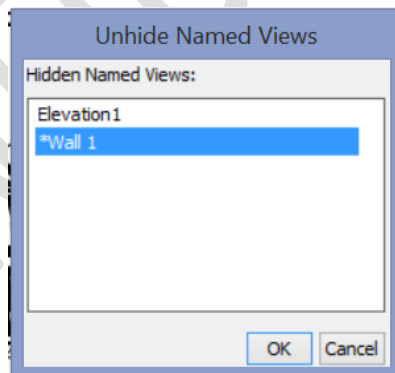 Unhide Named Views
Hidden Named Views:
Elevation1
*Wall 1
OK Cancel